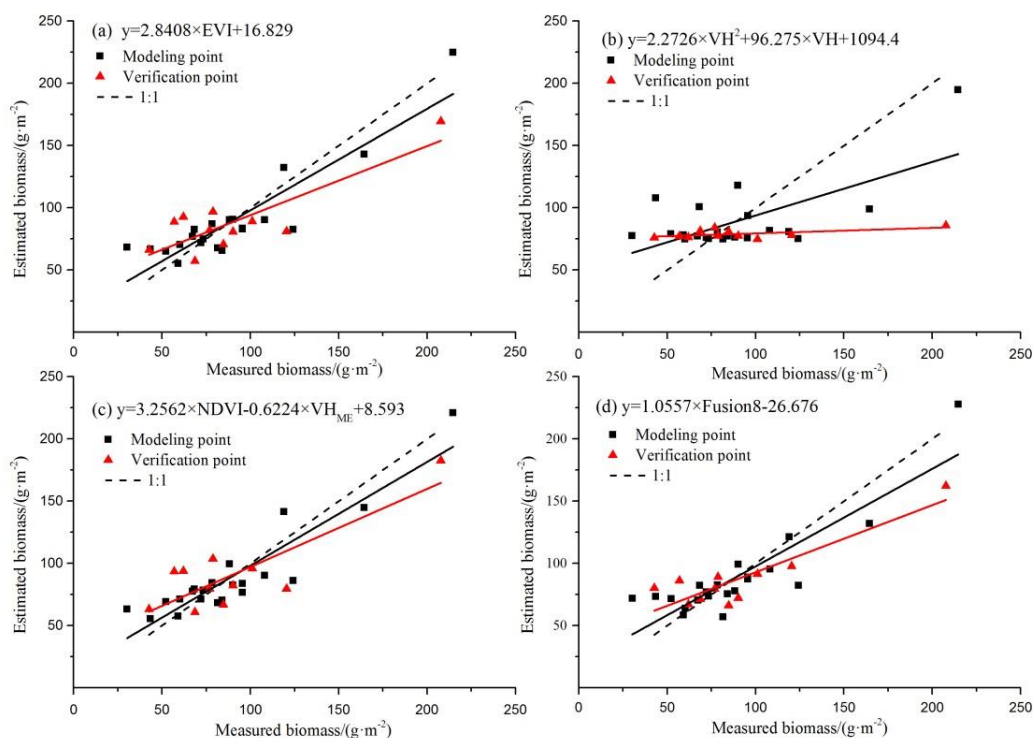 (a) y=2.8408×EVI+16.829
Modeling point
Verification point
1:1
Estimated biomass/(g·m⁻²)
250
200
150
100
50
0
50
100
150
200
250
Measured biomass/(g·m⁻²)
(b) y=2.2726×VH²+96.275×VH+1094.4
Modeling point
Verification point
1:1
Estimated biomass/(g·m⁻²)
250
200
150
100
50
0
50
100
150
200
250
Measured biomass/(g·m⁻²)
(c) y=3.2562×NDVI-0.6224×VH_ME+8.593
Modeling point
Verification point
1:1
Estimated biomass/(g·m⁻²)
250
200
150
100
50
0
50
100
150
200
250
Measured biomass/(g·m⁻²)
(d) y=1.0557×Fusion8-26.676
Modeling point
Verification point
1:1
Estimated biomass/(g·m⁻²)
250
200
150
100
50
0
50
100
150
200
250
Measured biomass/(g·m⁻²)